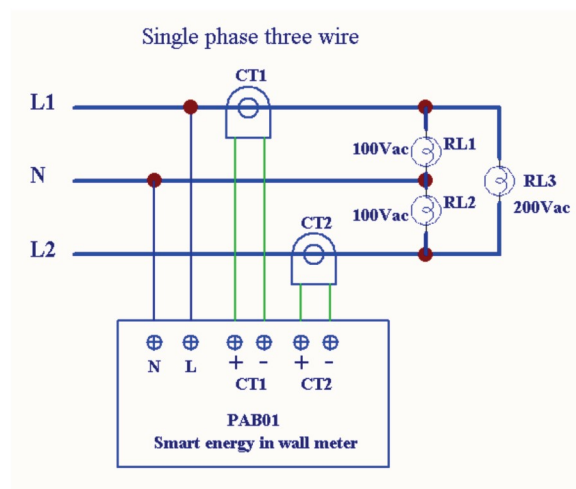 Single phase three wire
CT1
L1
100Vac RL1
N
RL3
RL2
100Vac
200Vac
CT2
L2
N L + - + -
CT1 CT2
PAB01
Smart energy in wall meter